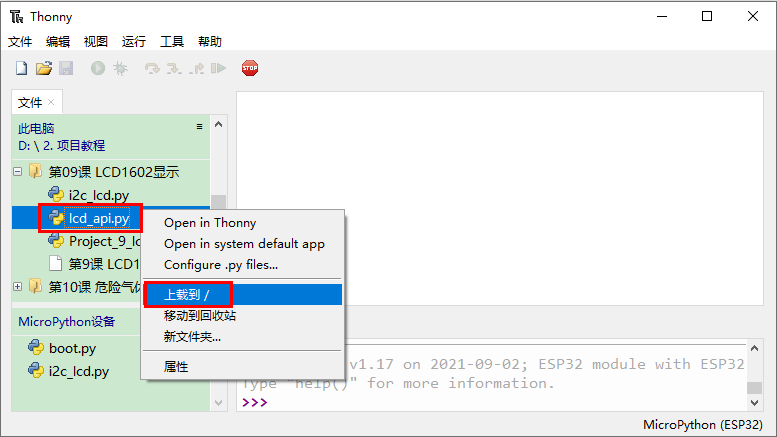 Thonny
文件 编辑 视图 运行 工具 帮助
STOP
文件
此电脑
D: \ 2. 项目教程
第09课 LCD1602显示
i2c_lcd.py
lcd_api.py
Project_9_lc
第9课 LCD1
第10课 危险气体
Open in Thonny
Open in system default app
Configure .py files...
上载到 /
移动到回收站
新文件夹...
属性
MicroPython设备
boot.py
i2c_lcd.py
v1.17 on 2021-09-02; ESP32 module with ESP32
Type "help()" for more information.
>>>
MicroPython (ESP32)